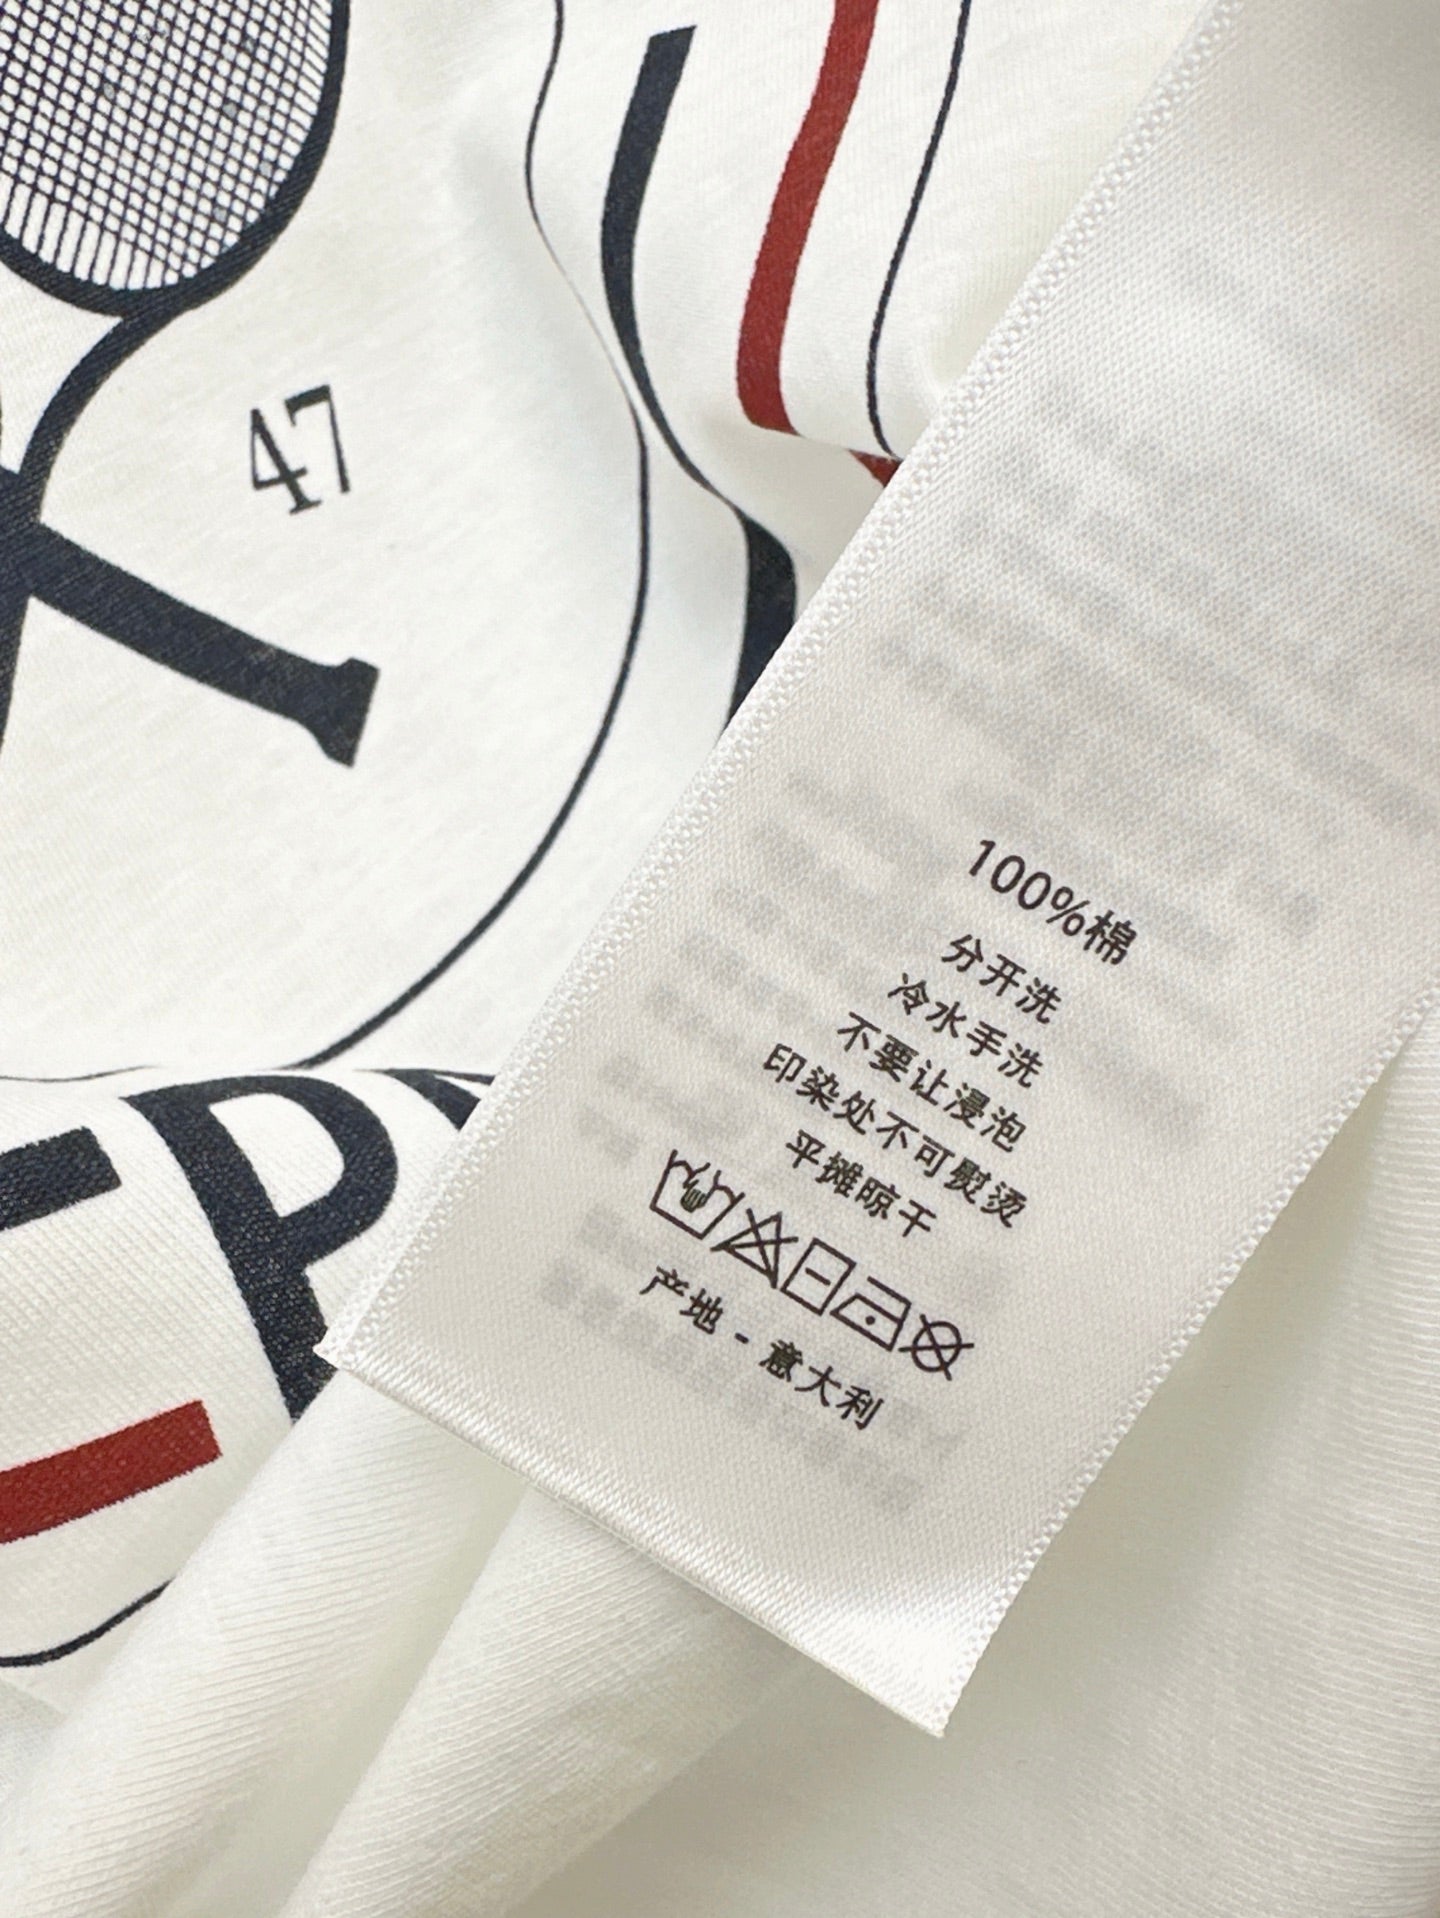 47
EP
100%棉
分开洗
冷水手洗
不要让浸泡
印染处不可熨烫
平摊晾干
产地 - 意大利